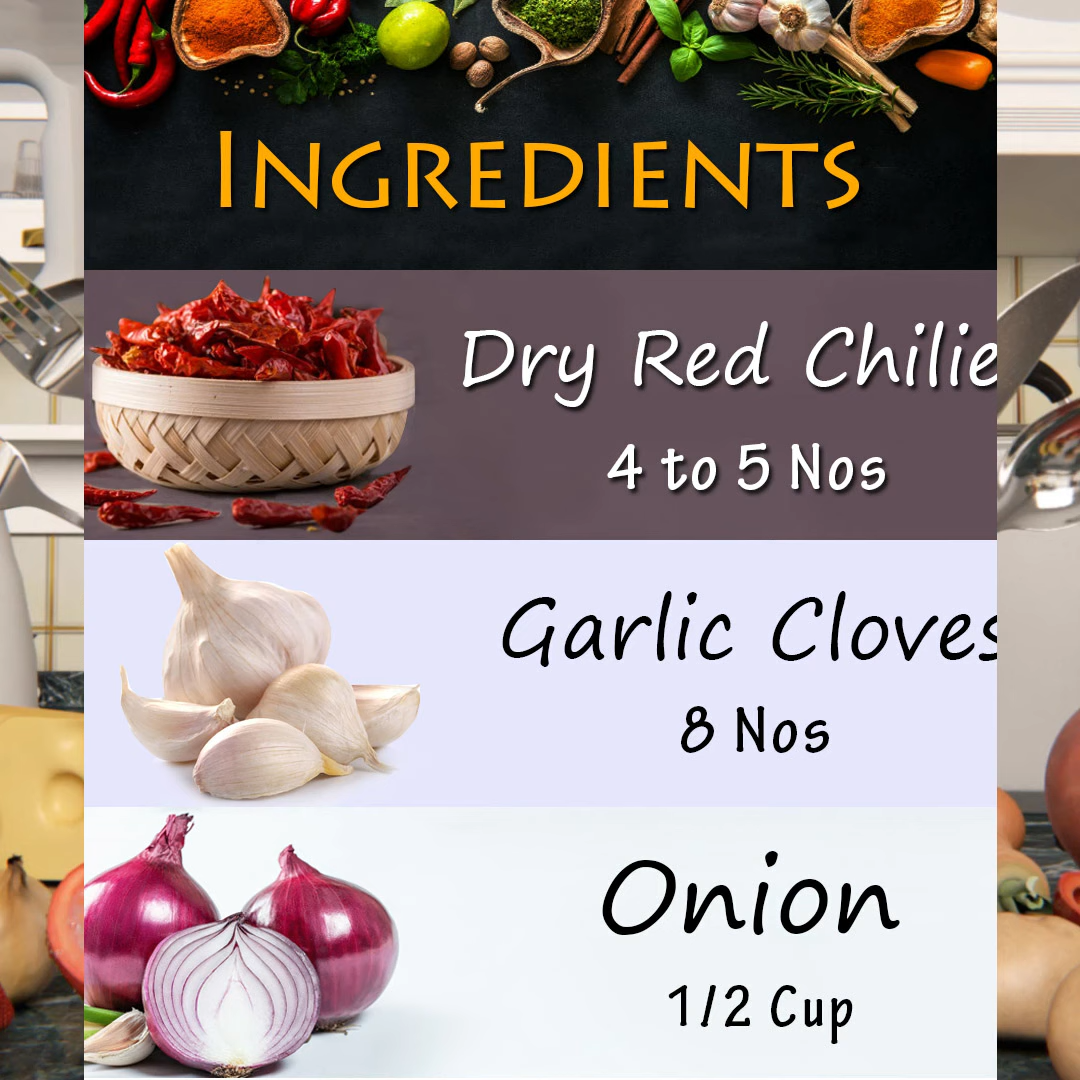 Ingredients
Dry Red Chilie
4 to 5 Nos
Garlic Cloves
8 Nos
Onion
1/2 Cup